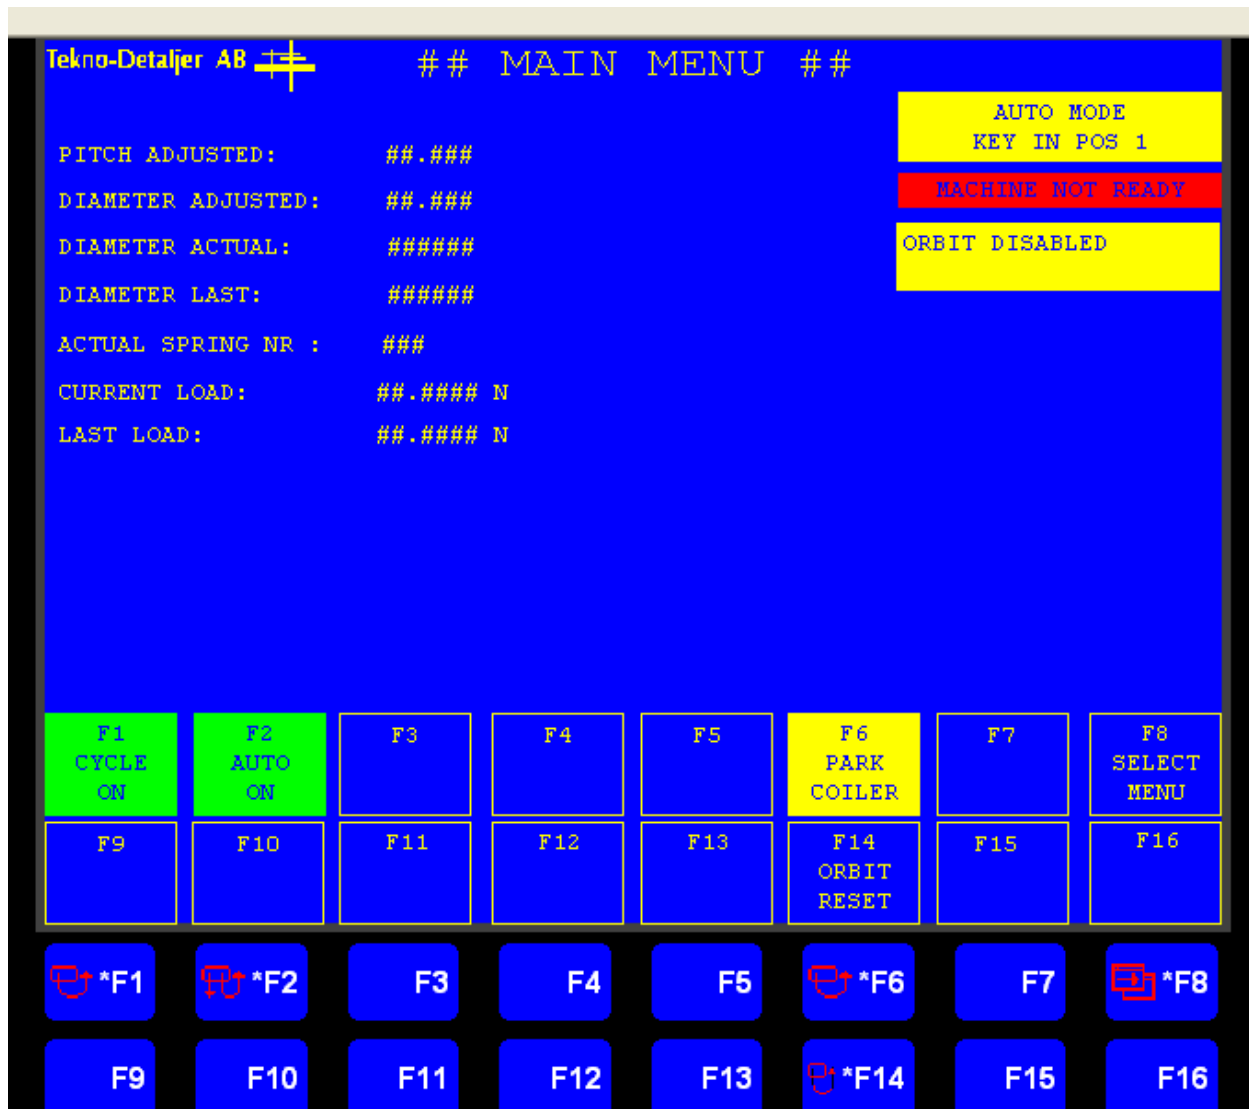 Tekno-Detaljer AB
## MAIN MENU ##
AUTO MODE
KEY IN POS 1
MACHINE NOT READY
ORBIT DISABLED
PITCH ADJUSTED: ##.###
DIAMETER ADJUSTED: ##.###
DIAMETER ACTUAL: ######
DIAMETER LAST: ######
ACTUAL SPRING NR : ###
CURRENT LOAD: ##.#### N
LAST LOAD: ##.#### N
F1
CYCLE
ON
F2
AUTO
ON
F3
F4
F5
F6
PARK
COILER
F7
F8
SELECT
MENU
F9
F10
F11
F12
F13
F14
ORBIT
RESET
F15
F16
*F1
*F2
F3
F4
F5
*F6
F7
*F8
F9
F10
F11
F12
F13
*F14
F15
F16